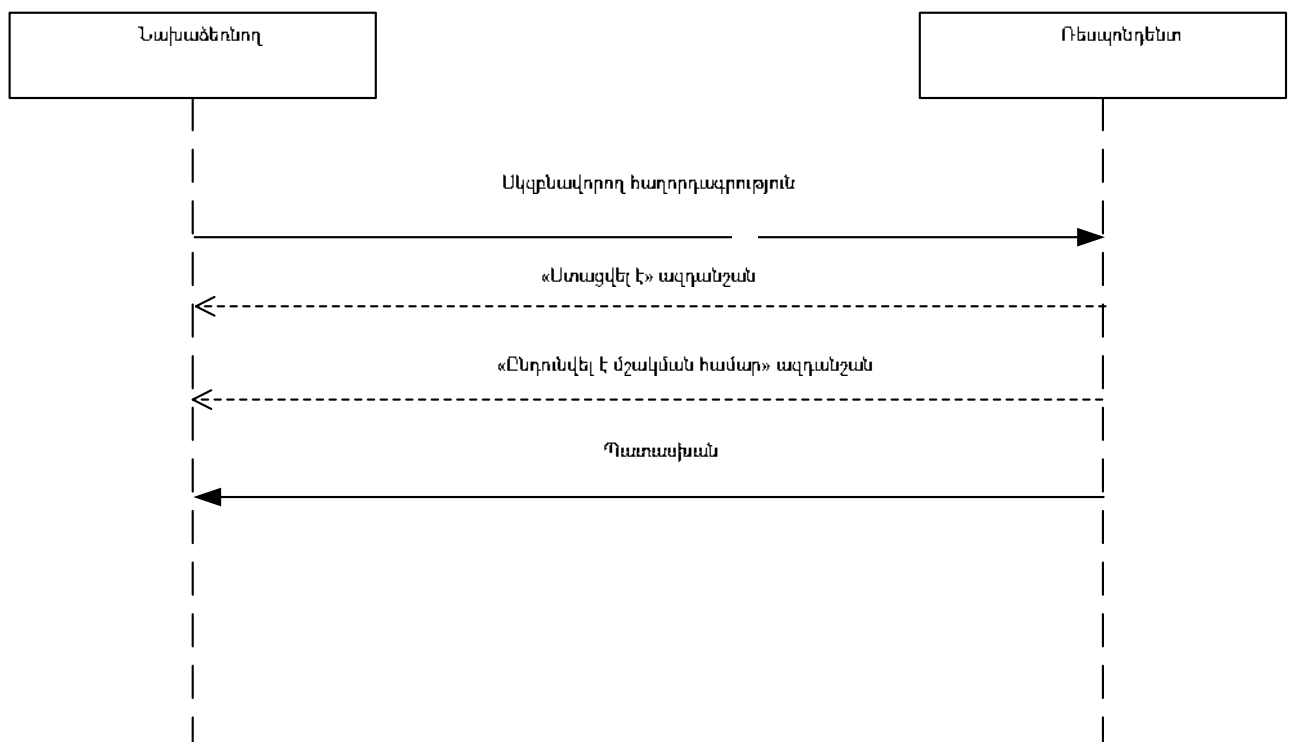 Նախաձեռնող
Ռեսպոնդենտ
Սկզբնավորող հաղորդագրություն
«Ստացվել է» ազդանշան
«Ընդունվել է մշակման համար» ազդանշան
Պատասխան